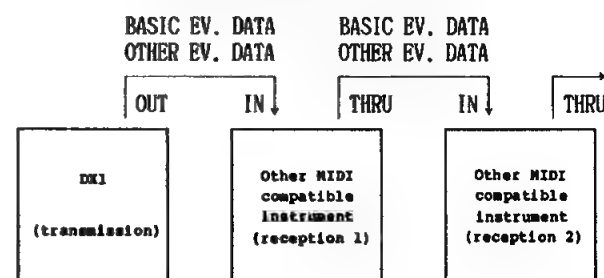 BASIC EV. DATA BASIC EV. DATA
OTHER EV. DATA OTHER EV. DATA
OUT IN THRU IN THRU
DX1
(transmission)
Other MIDI
compatible
instrument
(reception 1)
Other MIDI
compatible
instrument
(reception 2)